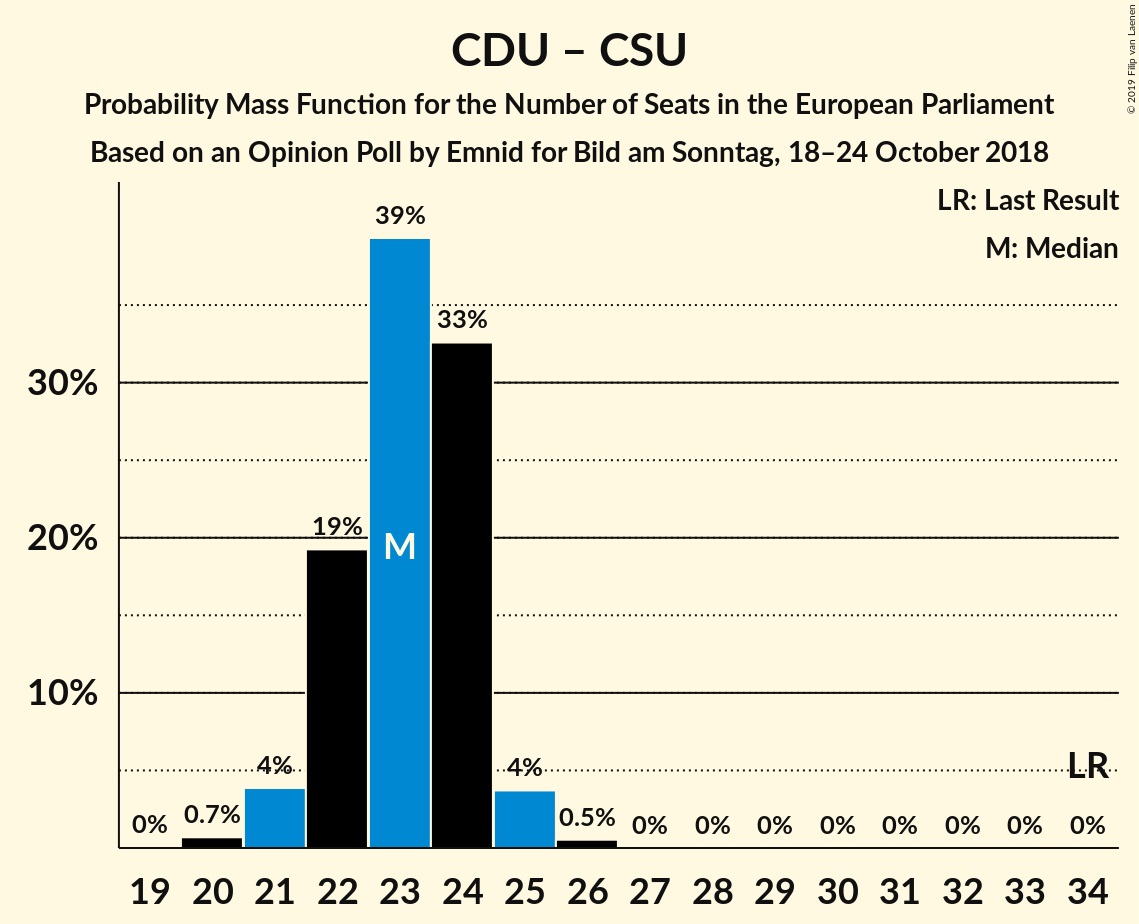 CDU – CSU
Probability Mass Function for the Number of Seats in the European Parliament
Based on an Opinion Poll by Emnid for Bild am Sonntag, 18–24 October 2018
© 2019 Filip van Laenen
LR: Last Result
M: Median
39%
33%
30%
19%
20%
M
10%
4%
4%
LR
0%
0.7%
0.5%
0%
0%
0%
0%
0%
0%
0%
0%
19 20 21 22 23 24 25 26 27 28 29 30 31 32 33 34